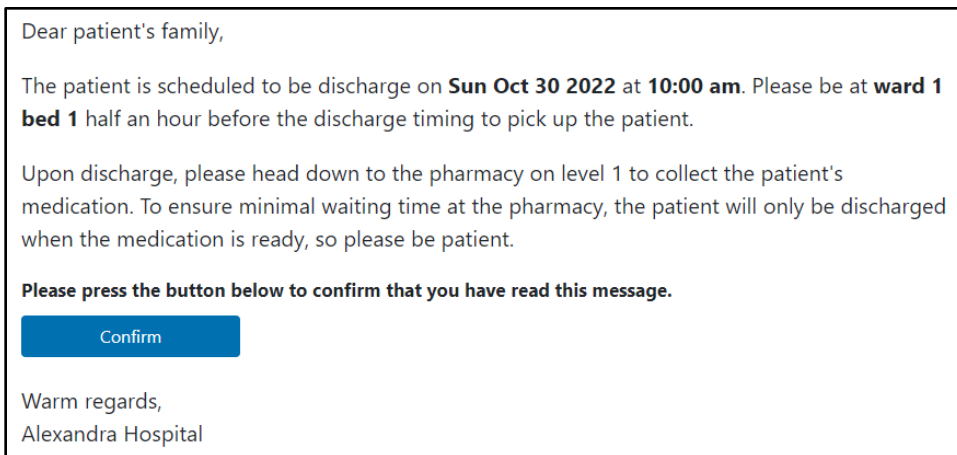 Dear patient's family,
The patient is scheduled to be discharge on Sun Oct 30 2022 at 10:00 am. Please be at ward 1
bed 1 half an hour before the discharge timing to pick up the patient.
Upon discharge, please head down to the pharmacy on level 1 to collect the patient's
medication. To ensure minimal waiting time at the pharmacy, the patient will only be discharged
when the medication is ready, so please be patient.
Please press the button below to confirm that you have read this message.
Confirm
Warm regards,
Alexandra Hospital